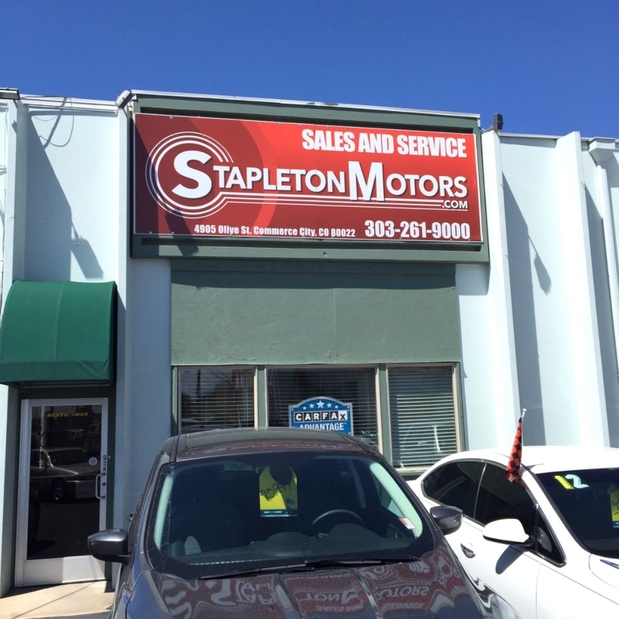 SALES AND SERVICE
STAPLETON MOTORS
.COM
4905 Olive St. Commerce City, CO 80022 303-261-9000
CARFAX
ADVANTAGE
12